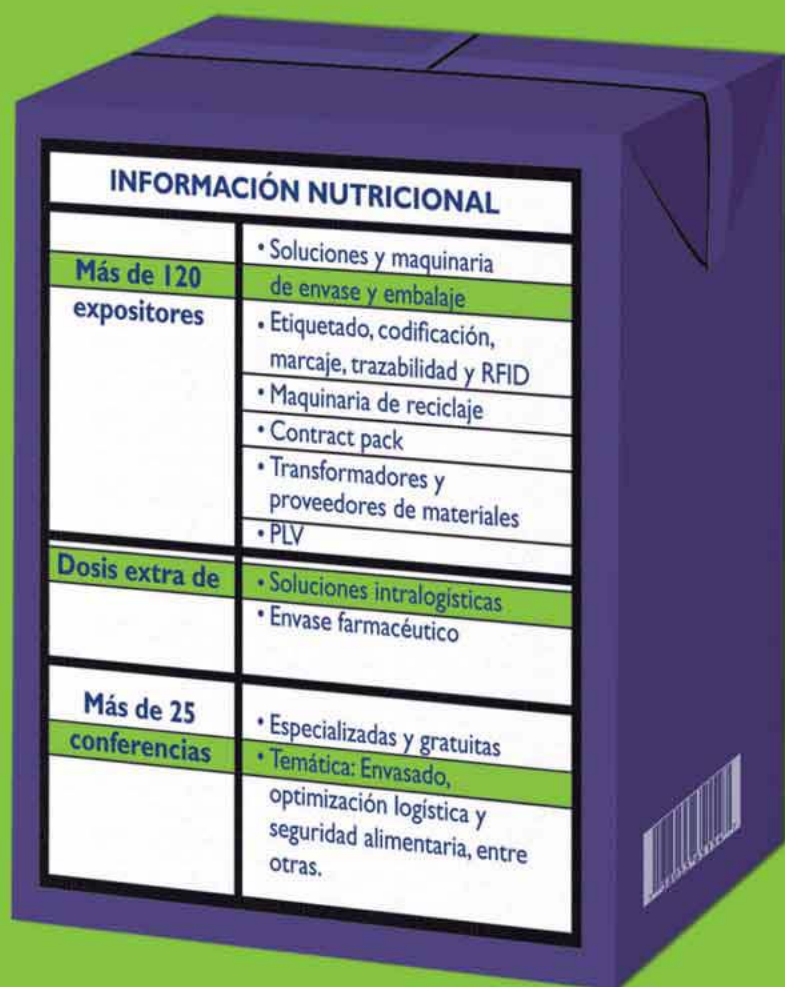 INFORMACIÓN NUTRICIONAL
Más de 120
expositores
• Soluciones y maquinaria
de envase y embalaje
• Etiquetado, codificación,
marcaje, trazabilidad y RFID
• Maquinaria de reciclaje
• Contract pack
• Transformadores y
proveedores de materiales
• PLV
Dosis extra de
• Soluciones intralogísticas
• Envase farmacéutico
Más de 25
conferencias
• Especializadas y gratuitas
• Temática: Envasado,
optimización logística y
seguridad alimentaria, entre
otras.